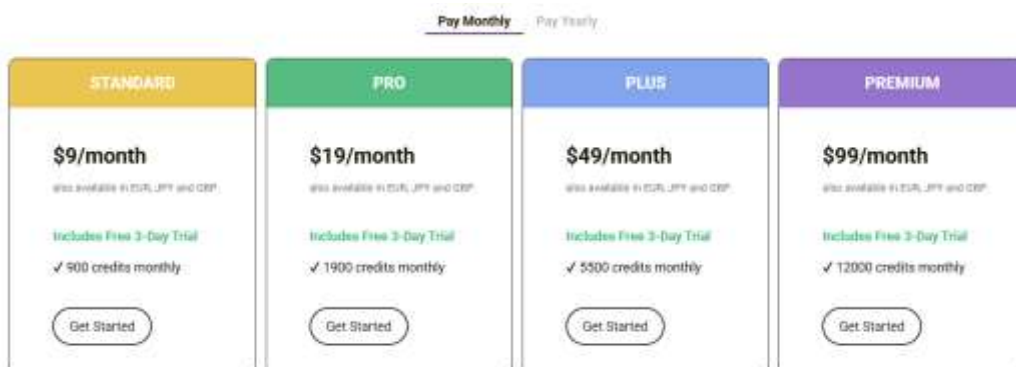 Pay Monthly Pay Yearly
STANDARD
$9/month
also available in EUR, JPY and GBP
Includes Free 3-Day Trial
✓ 900 credits monthly
Get Started
PRO
$19/month
also available in EUR, JPY and GBP
Includes Free 3-Day Trial
✓ 1900 credits monthly
Get Started
PLUS
$49/month
also available in EUR, JPY and GBP
Includes Free 3-Day Trial
✓ 5500 credits monthly
Get Started
PREMIUM
$99/month
also available in EUR, JPY and GBP
Includes Free 3-Day Trial
✓ 12000 credits monthly
Get Started